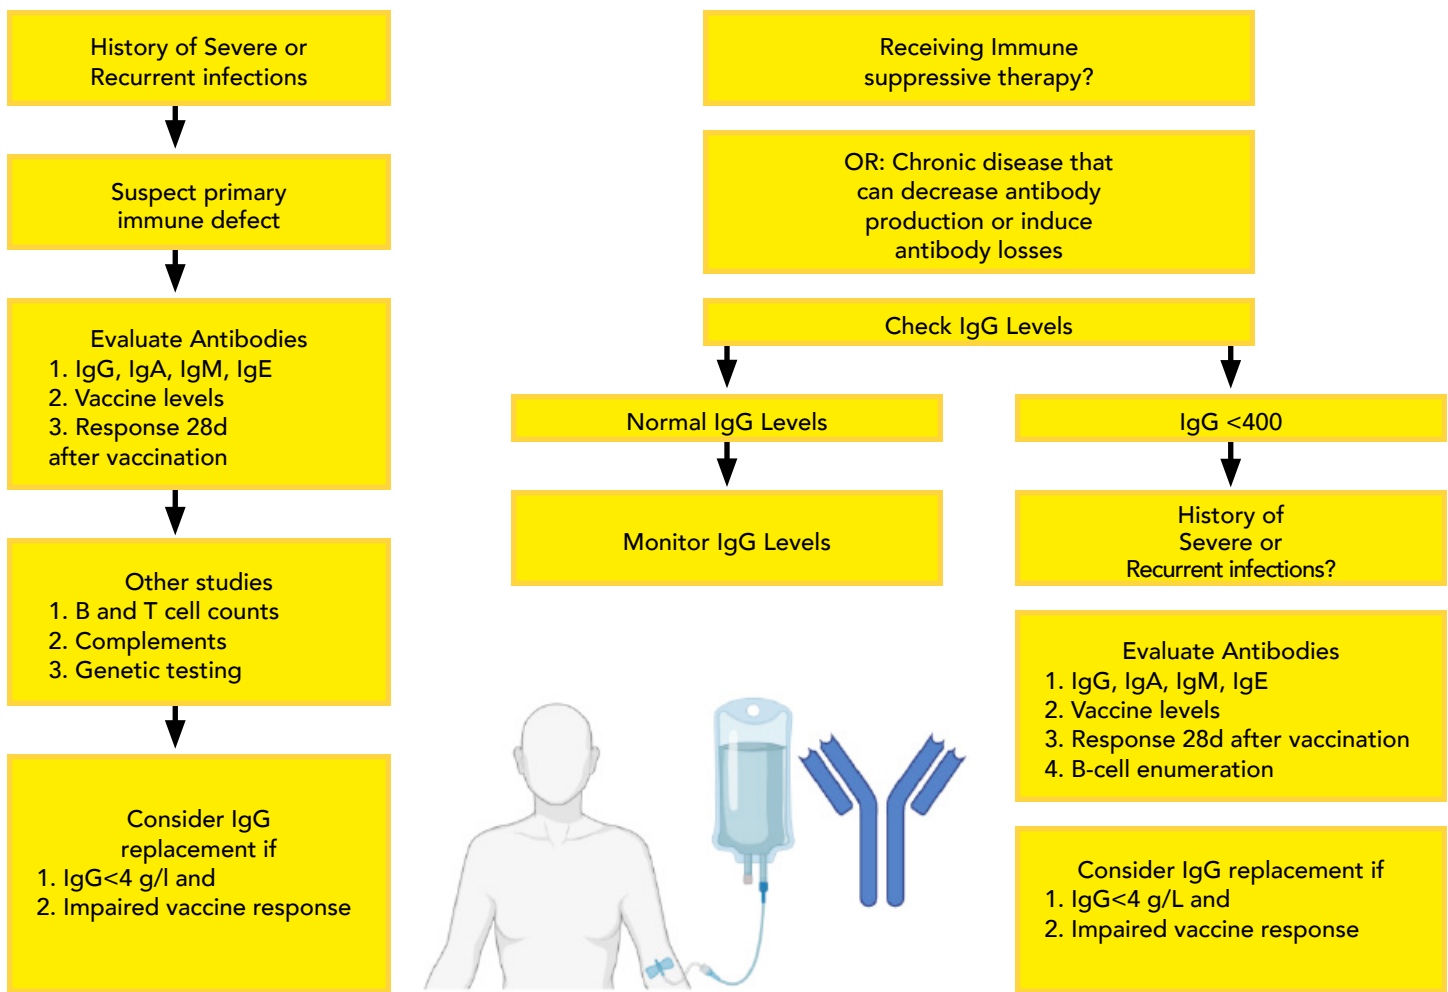 History of Severe or
Recurrent infections
Suspect primary
immune defect
Evaluate Antibodies
1. IgG, IgA, IgM, IgE
2. Vaccine levels
3. Response 28d
after vaccination
Other studies
1. B and T cell counts
2. Complements
3. Genetic testing
Consider IgG
replacement if
1. IgG<4 g/l and
2. Impaired vaccine response
Receiving Immune
suppressive therapy?
OR: Chronic disease that
can decrease antibody
production or induce
antibody losses
Check IgG Levels
Normal IgG Levels
Monitor IgG Levels
IgG <400
History of
Severe or
Recurrent infections?
Evaluate Antibodies
1. IgG, IgA, IgM, IgE
2. Vaccine levels
3. Response 28d after vaccination
4. B-cell enumeration
Consider IgG replacement if
1. IgG<4 g/L and
2. Impaired vaccine response